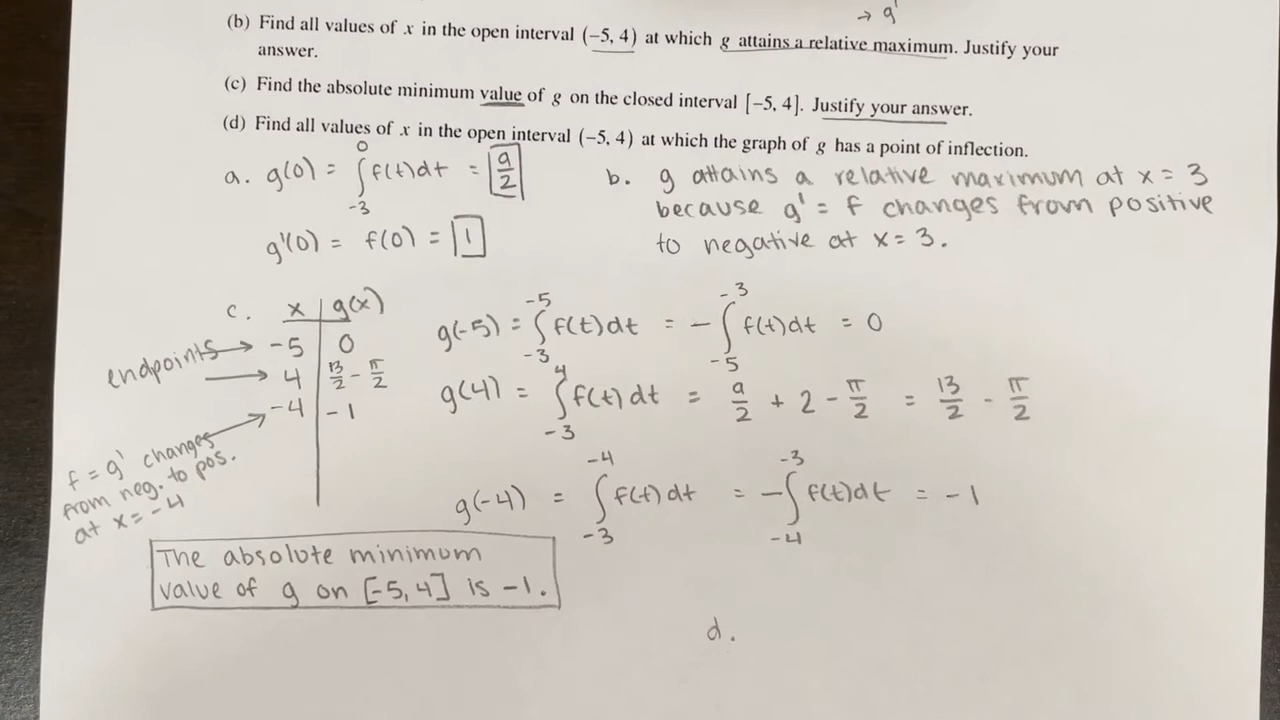 → g'
(b) Find all values of x in the open interval (−5, 4) at which g attains a relative maximum. Justify your
answer.
(c) Find the absolute minimum value of g on the closed interval [−5, 4]. Justify your answer.
(d) Find all values of x in the open interval (−5, 4) at which the graph of g has a point of inflection.
a. g(0) = ∫_{-3}^{0} f(t)dt = 9/2
g'(0) = f(0) = 1
b. g attains a relative maximum at x = 3
because g' = f changes from positive
to negative at x = 3.
c. x | g(x)
endpoints → -5 | 0
→ 4 | 13/2 - π/2
-4 | -1
f = g' changes
from neg. to pos.
at x = -4
g(-5) = ∫_{-3}^{-5} f(t)dt = -∫_{-5}^{-3} f(t)dt = 0
g(4) = ∫_{-3}^{4} f(t)dt = 9/2 + 2 - π/2 = 13/2 - π/2
g(-4) = ∫_{-3}^{-4} f(t)dt = -∫_{-4}^{-3} f(t)dt = -1
The absolute minimum
value of g on [-5,4] is -1.
d.